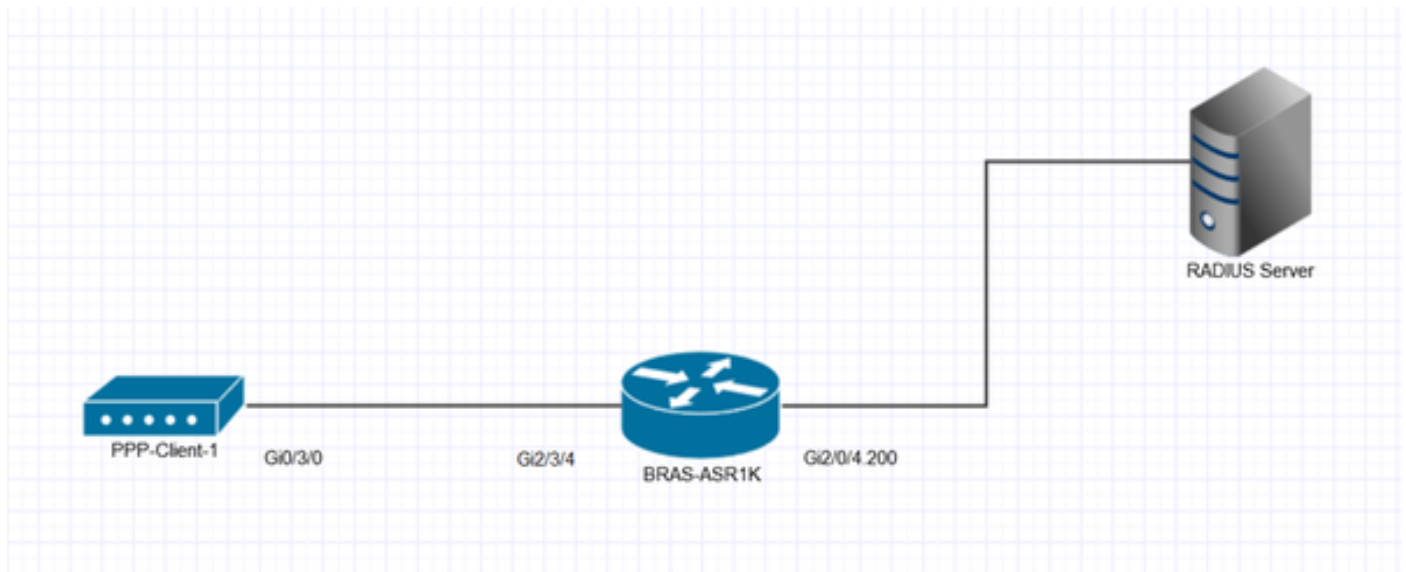 RADIUS Server
PPP-Client-1
Gi0/3/0
Gi2/3/4
BRAS-ASR1K
Gi2/0/4.200